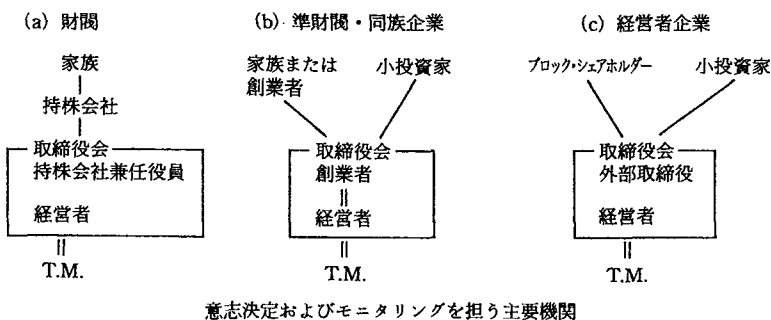 (a) 財閥
家族
持株会社
取締役会
持株会社兼任役員
経営者
T.M.
(b) 準財閥・同族企業
家族または
創業者
小投資家
取締役会
創業者
経営者
T.M.
(c) 経営者企業
ブロック・シェアホルダー
小投資家
取締役会
外部取締役
経営者
T.M.
意志決定およびモニタリングを担う主要機関